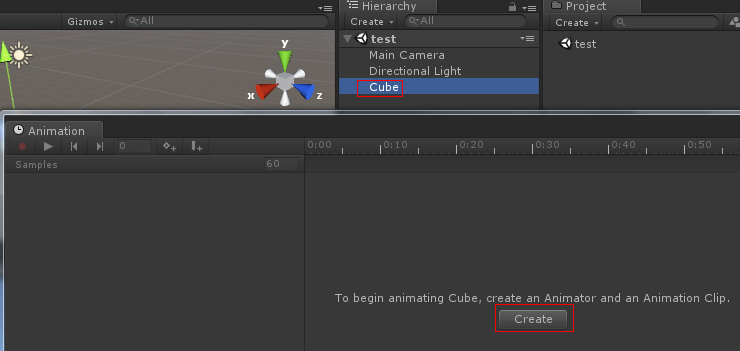 Hierarchy
Project
Gizmos
All
Create
All
Create
test
test
Main Camera
Directional Light
Cube
y
x
z
Animation
0
Samples
60
0:00
0:10
0:20
0:30
0:40
0:50
To begin animating Cube, create an Animator and an Animation Clip.
Create